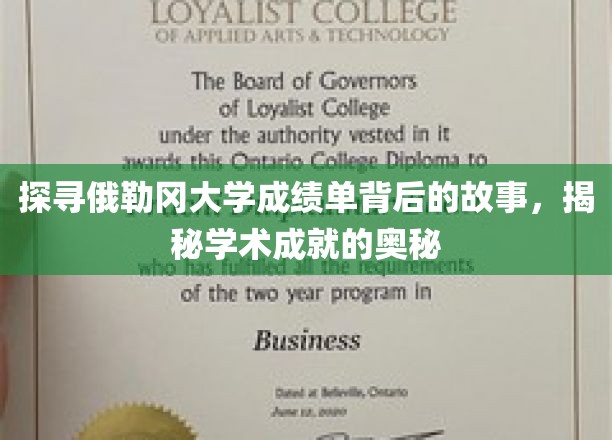 LOYALIST COLLEGE
OF APPLIED ARTS & TECHNOLOGY
The Board of Governors
of Loyalist College
under the authority vested in it
awards this Ontario College Diploma to
探寻俄勒冈大学成绩单背后的故事，揭
秘学术成就的奥秘
who has fulfilled all the requirements
of the two year program in
Business
Dated at Belleville, Ontario
June 12, 2020